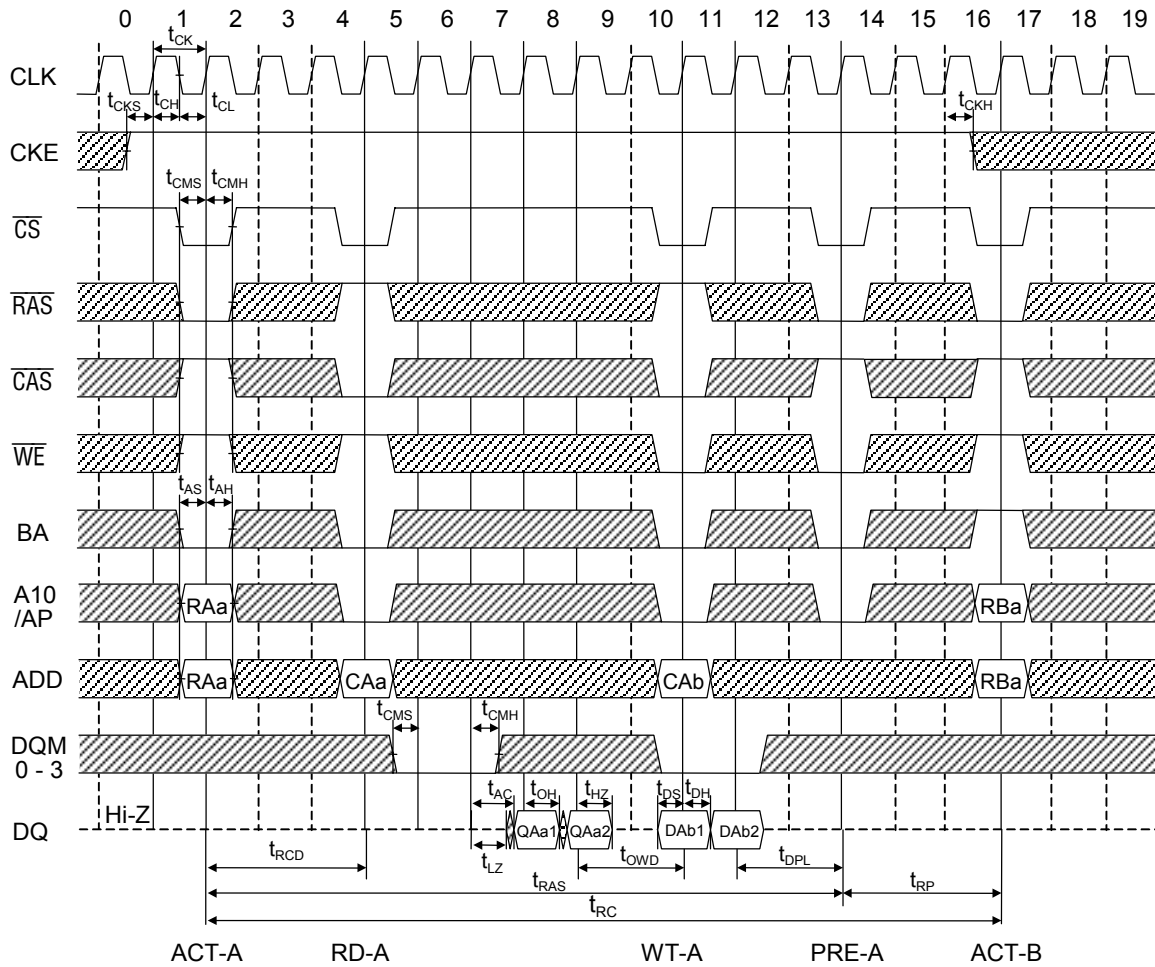 0 1 2 3 4 5 6 7 8 9 10 11 12 13 14 15 16 17 18 19
tCK
CLK
tCKS tCH tCL tCKH
CKE
tCMS tCMH
CS
RAS
CAS
WE
tAS tAH
BA
A10
/AP
RAa RBa
ADD RAa CAa CAb RBa
tCMS tCMH
DQM
0 - 3
tAC tOH tHZ tDS tDH
Hi-Z
DQ QAa1 QAa2 DAb1 DAb2
tRCD tLZ tOWD tDPL
tRAS tRP
tRC
ACT-A RD-A WT-A PRE-A ACT-B